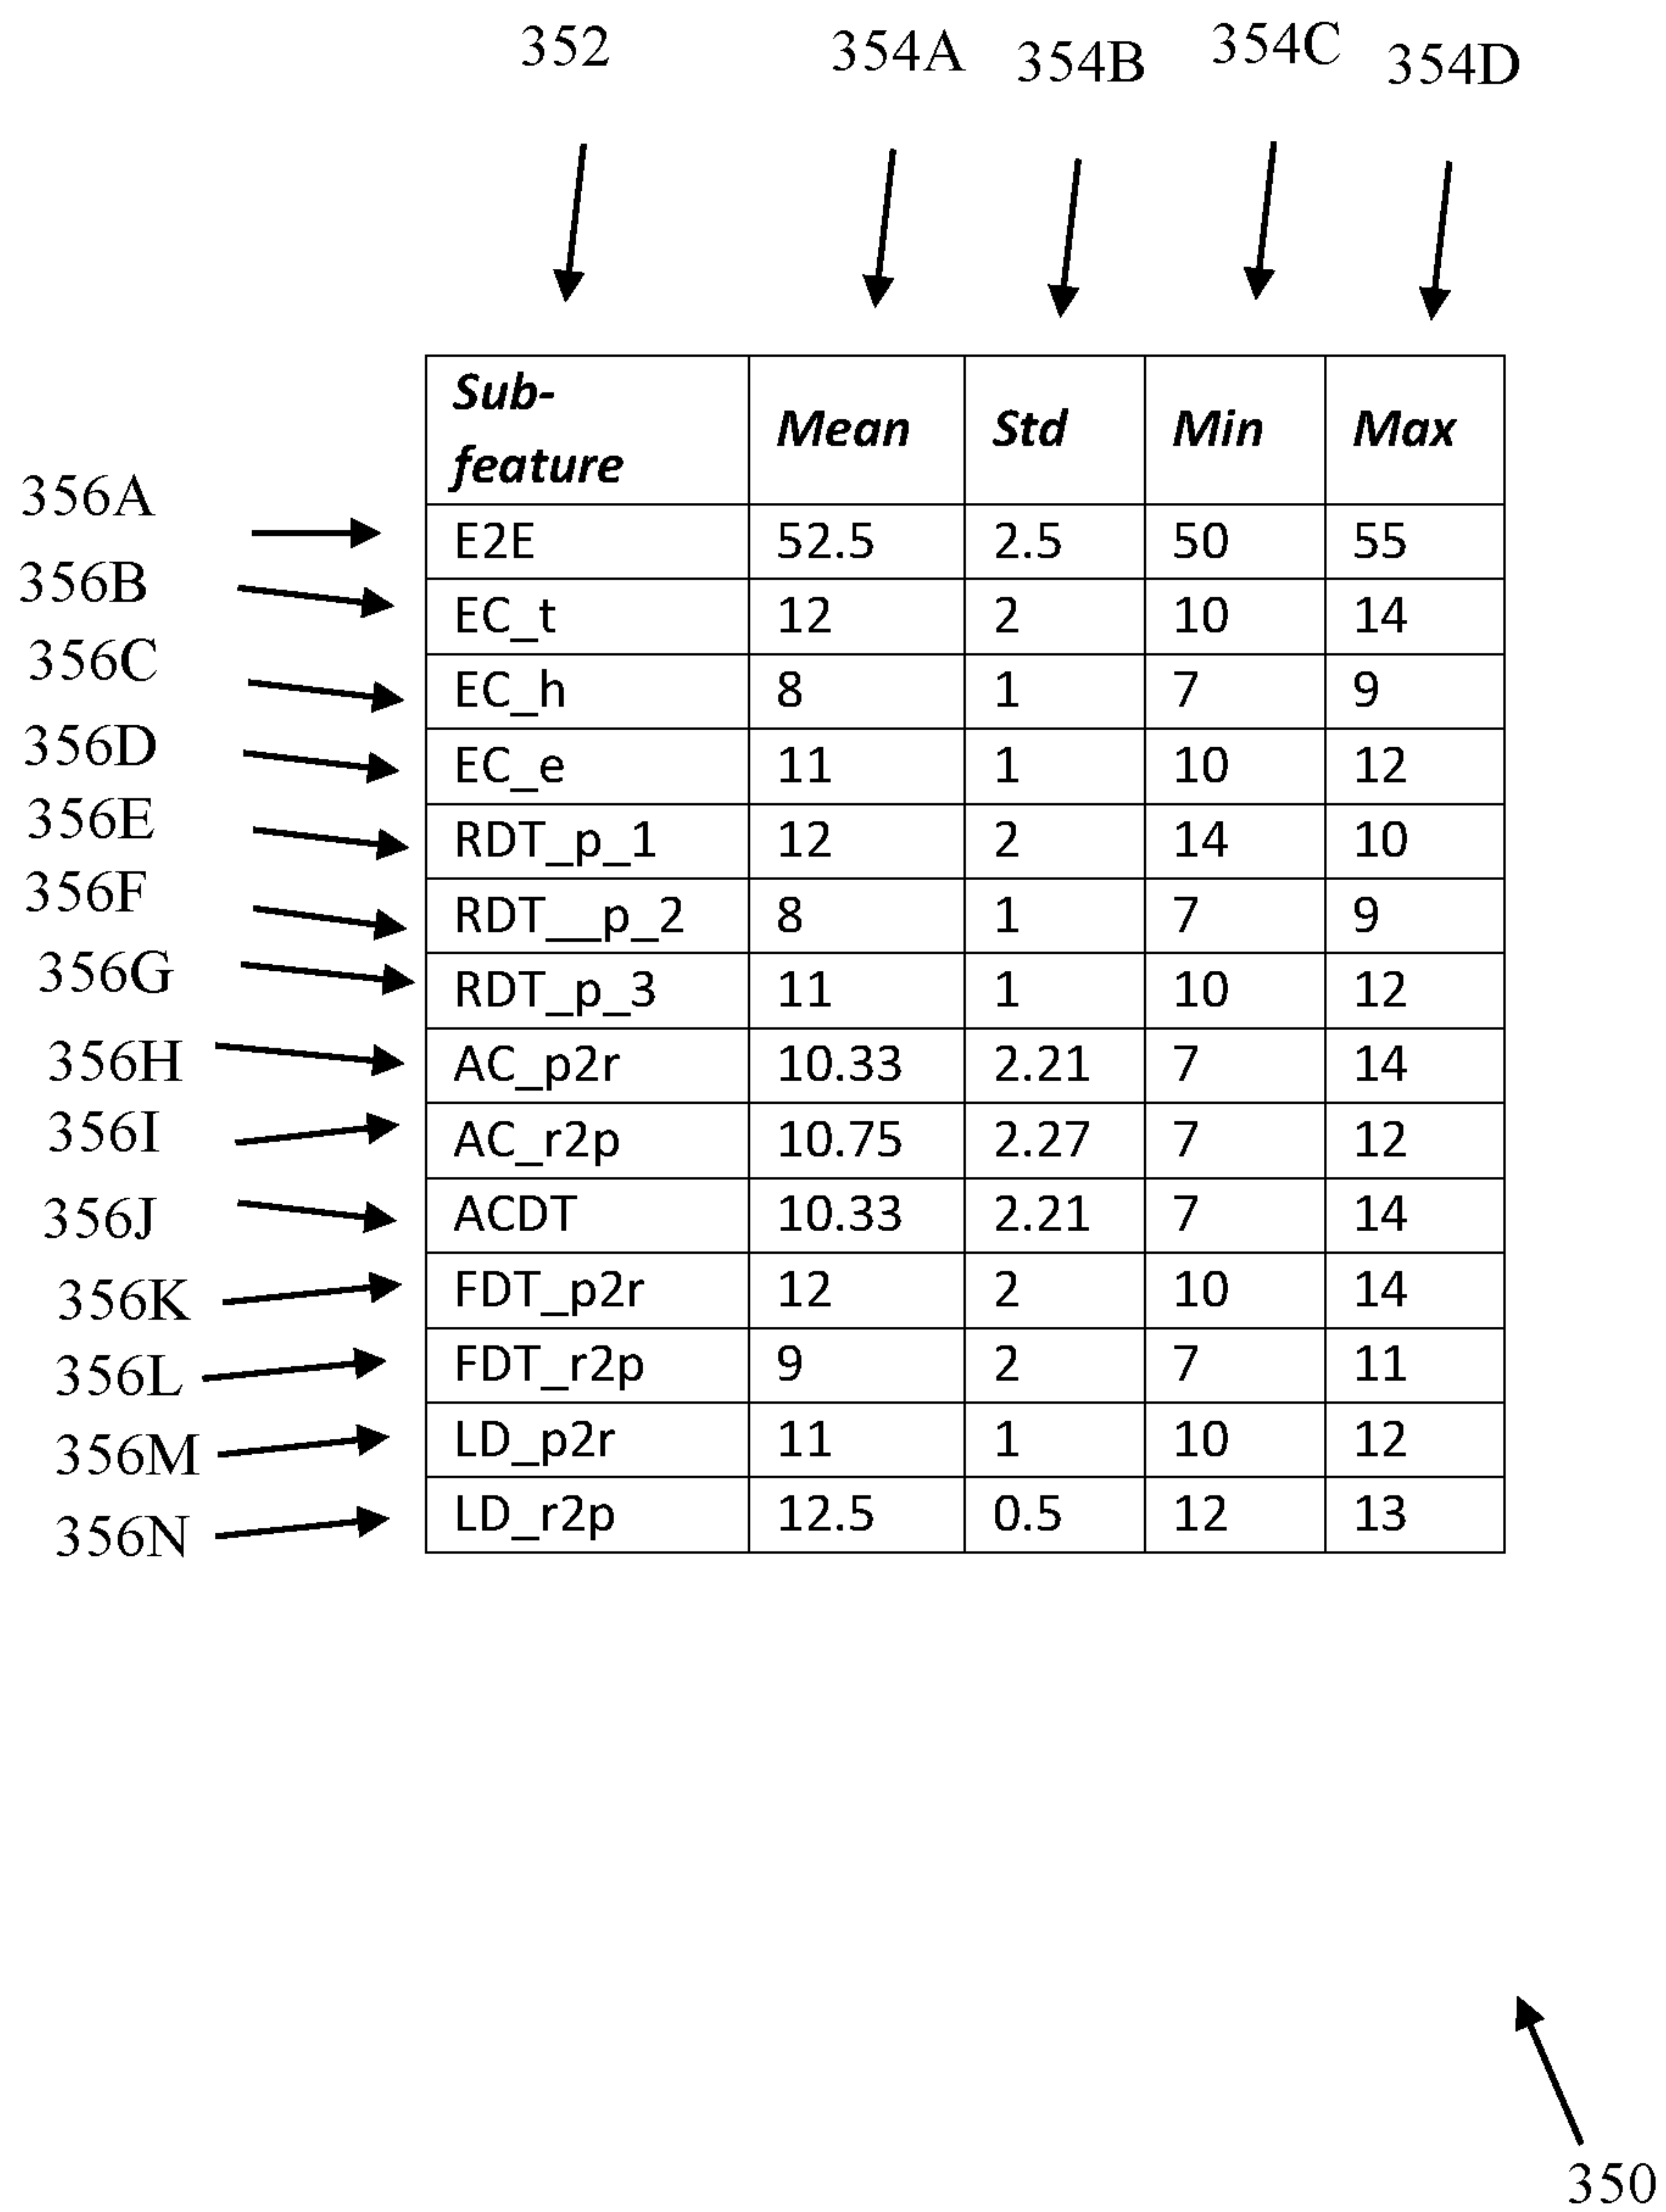 352 354A 354B 354C 354D
Sub-
feature Mean Std Min Max
356A E2E 52.5 2.5 50 55
356B EC_t 12 2 10 14
356C EC_h 8 1 7 9
356D EC_e 11 1 10 12
356E RDT_p_1 12 2 14 10
356F RDT__p_2 8 1 7 9
356G RDT_p_3 11 1 10 12
356H AC_p2r 10.33 2.21 7 14
356I AC_r2p 10.75 2.27 7 12
356J ACDT 10.33 2.21 7 14
356K FDT_p2r 12 2 10 14
356L FDT_r2p 9 2 7 11
356M LD_p2r 11 1 10 12
356N LD_r2p 12.5 0.5 12 13
350